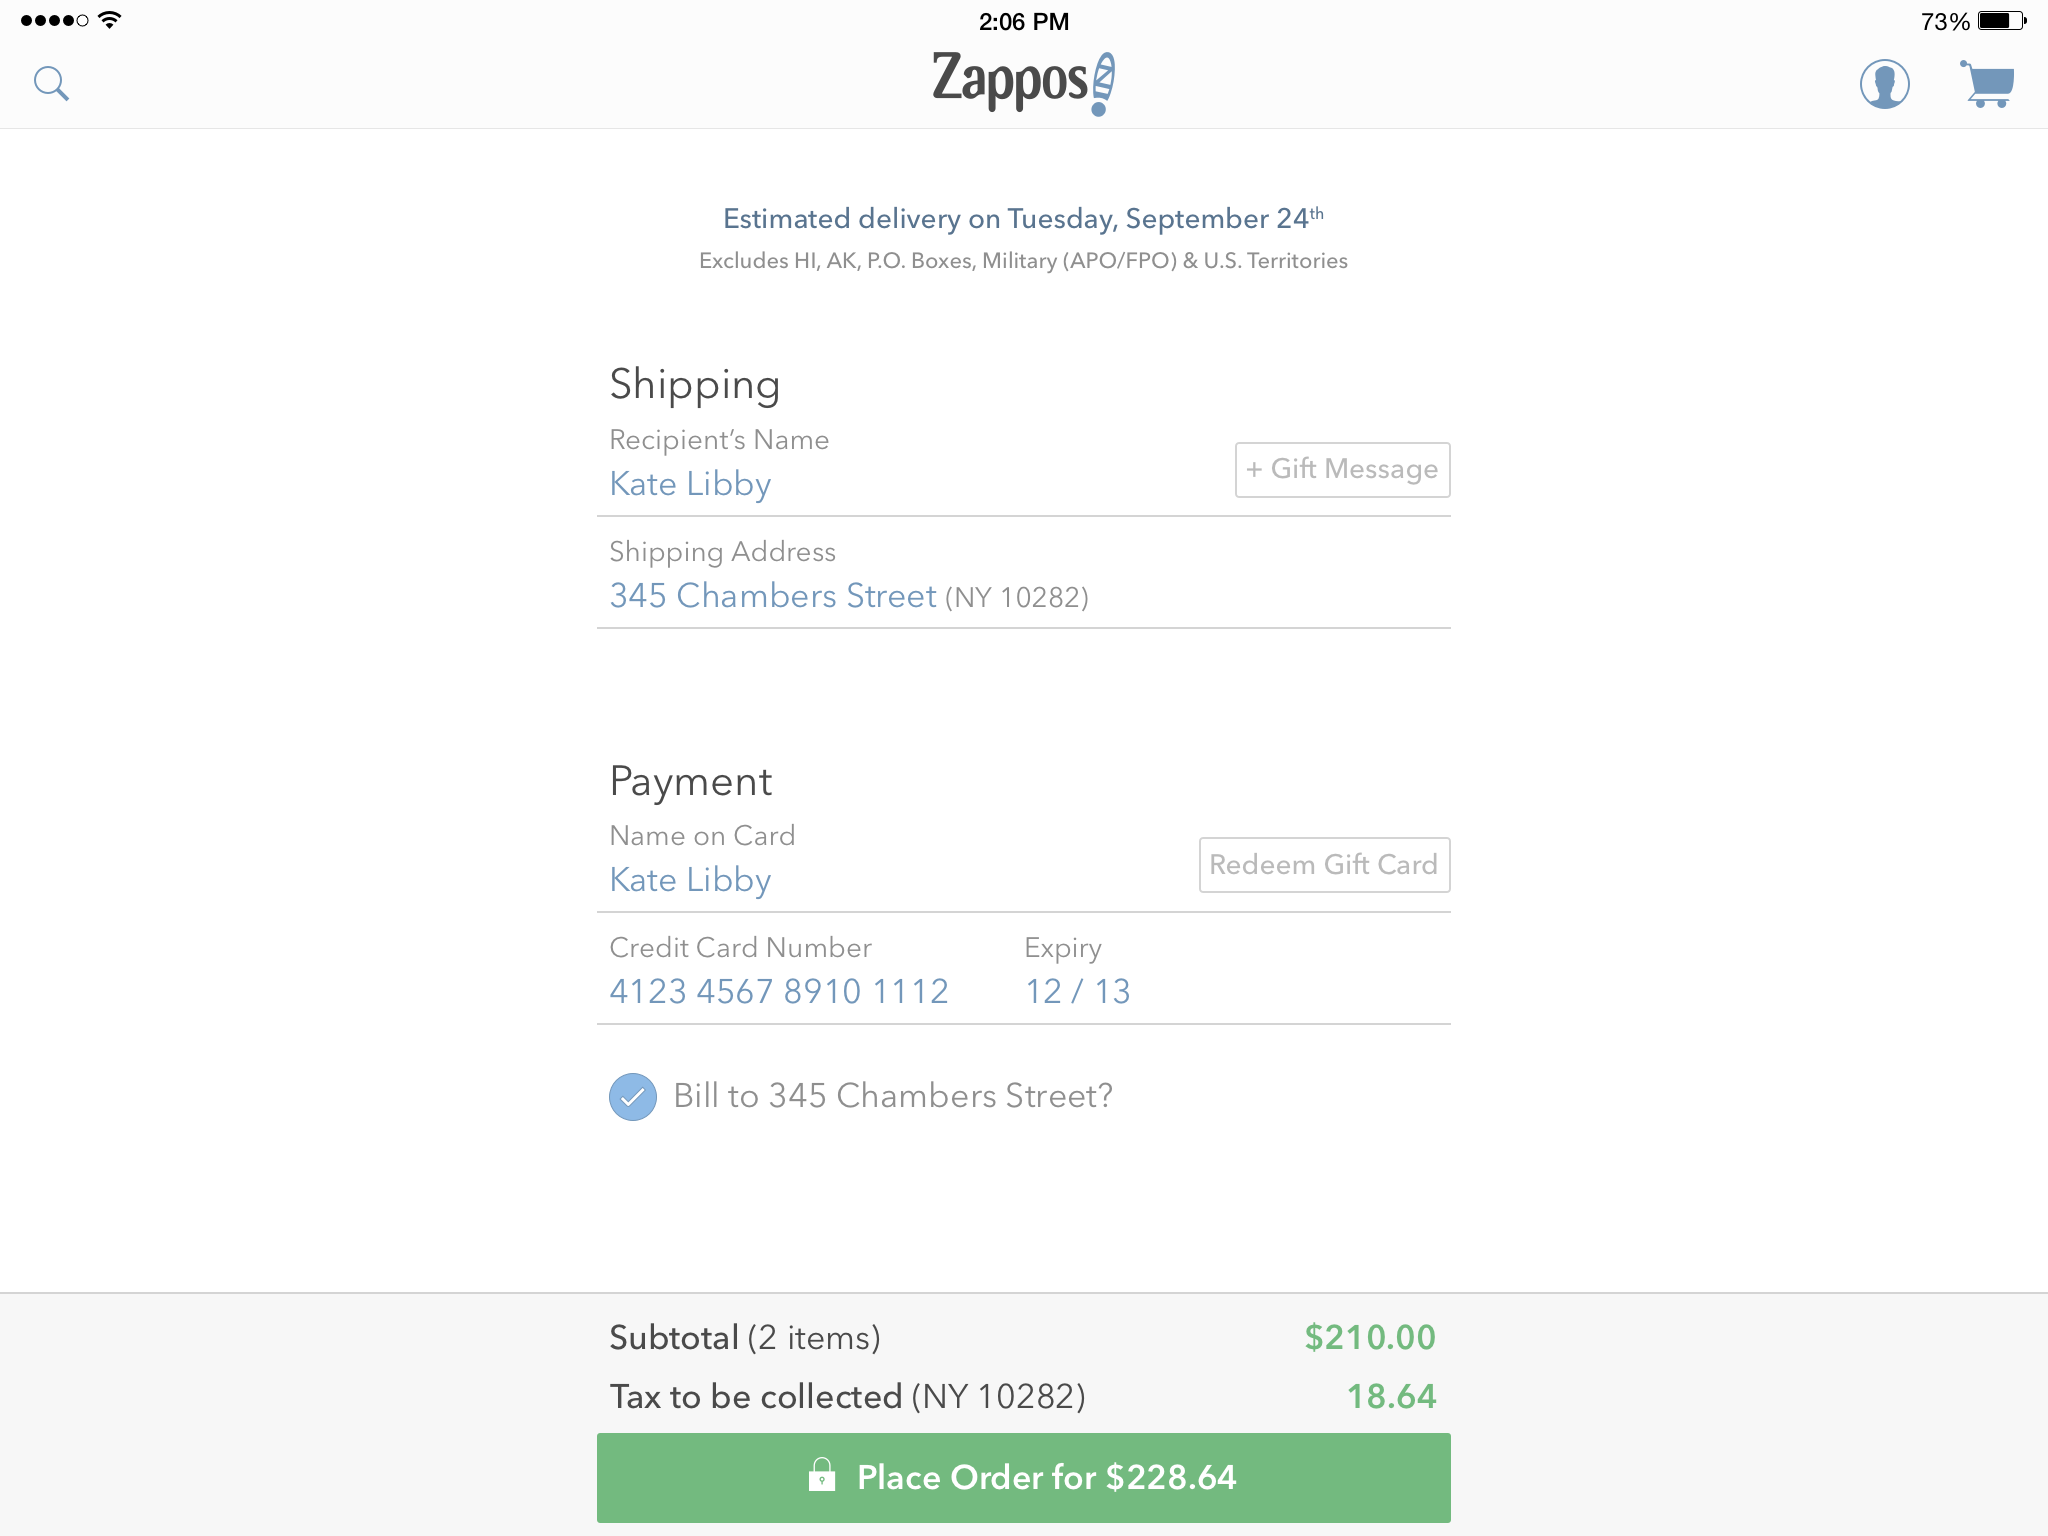 2:06 PM
73%
Zappos
Estimated delivery on Tuesday, September 24th
Excludes HI, AK, P.O. Boxes, Military (APO/FPO) & U.S. Territories
Shipping
Recipient’s Name
Kate Libby
+ Gift Message
Shipping Address
345 Chambers Street (NY 10282)
Payment
Name on Card
Kate Libby
Redeem Gift Card
Credit Card Number Expiry
4123 4567 8910 1112 12 / 13
Bill to 345 Chambers Street?
Subtotal (2 items) $210.00
Tax to be collected (NY 10282) 18.64
Place Order for $228.64